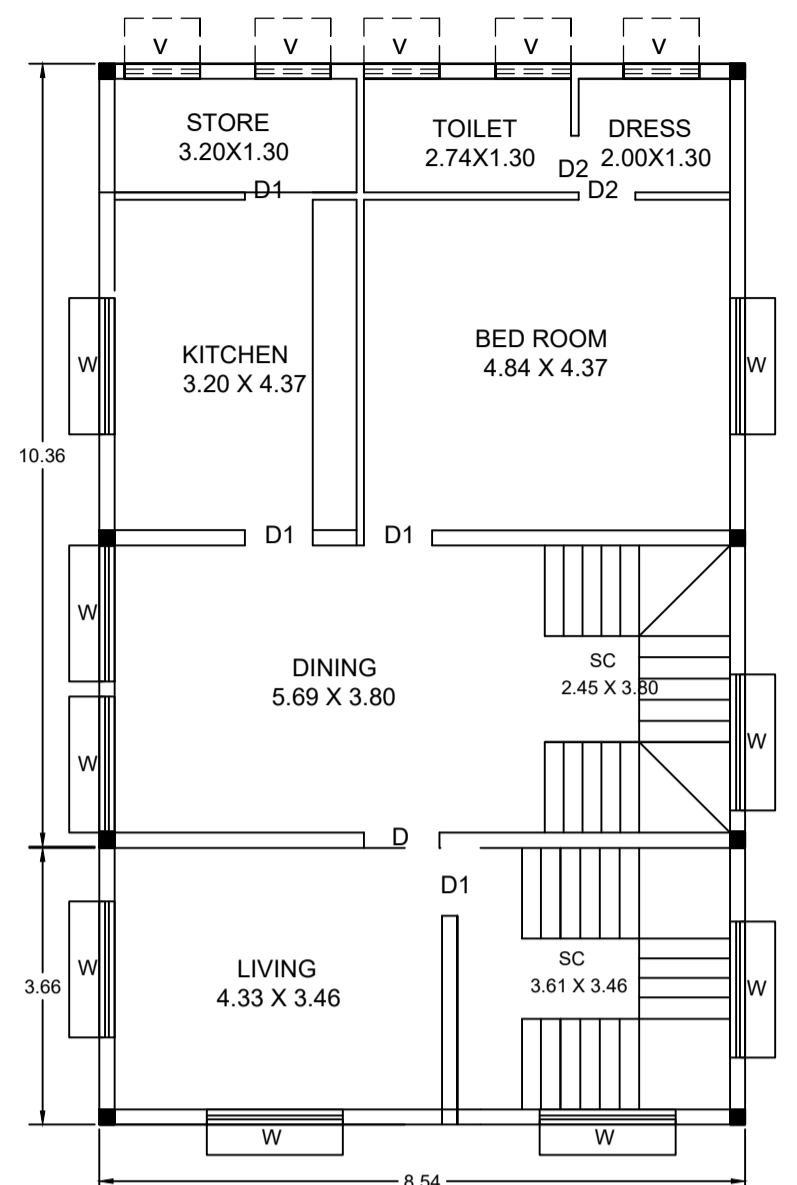 V V V V V
STORE
3.20X1.30
TOILET
2.74X1.30
DRESS
2.00X1.30
D2
D1
D2
W
KITCHEN
3.20 X 4.37
BED ROOM
4.84 X 4.37
W
10.36
D1
D1
W
DINING
5.69 X 3.80
SC
2.45 X 3.80
W
W
D
D1
W
LIVING
4.33 X 3.46
SC
3.61 X 3.46
W
3.66
W
W
8.54